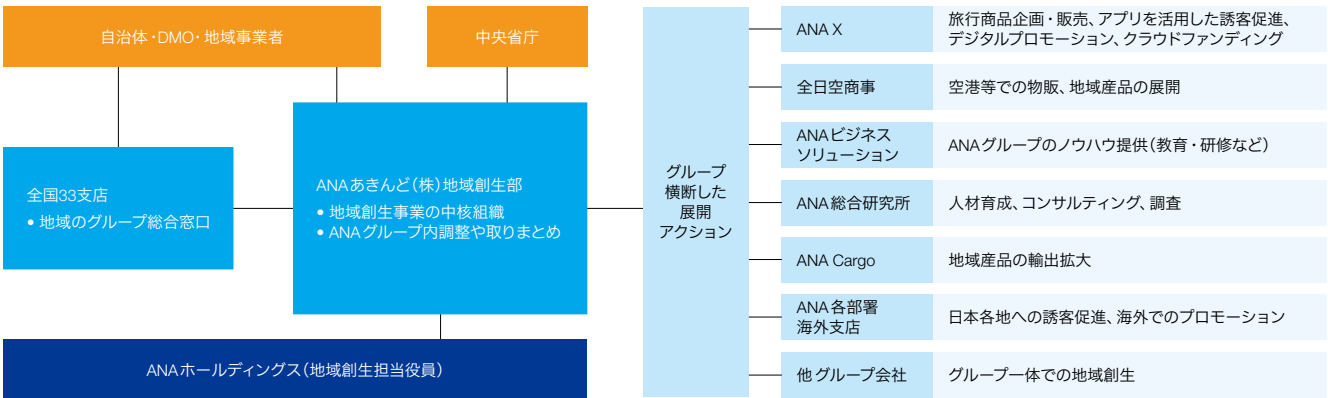 自治体・DMO・地域事業者
中央省庁
全国33支店
• 地域のグループ総合窓口
ANAあきんど（株）地域創生部
• 地域創生事業の中核組織
• ANAグループ内調整や取りまとめ
ANAホールディングス（地域創生担当役員）
グループ
横断した
展開
アクション
ANA X
旅行商品企画・販売、アプリを活用した誘客促進、
デジタルプロモーション、クラウドファンディング
全日空商事
空港等での物販、地域産品の展開
ANAビジネス
ソリューション
ANAグループのノウハウ提供（教育・研修など）
ANA総合研究所
人材育成、コンサルティング、調査
ANA Cargo
地域産品の輸出拡大
ANA各部署
海外支店
日本各地への誘客促進、海外でのプロモーション
他グループ会社
グループ一体での地域創生